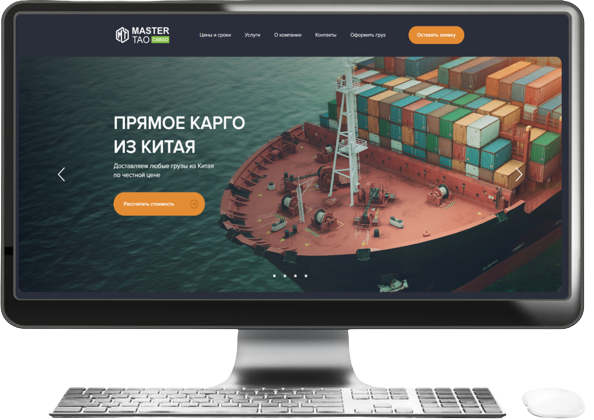 MASTER
TAO CARGO
Цены и сроки Услуги О компании Контакты Оформить груз Оставить заявку
ПРЯМОЕ КАРГО
ИЗ КИТАЯ
Доставляем любые грузы из Китая
по честной цене
Рассчитать стоимость